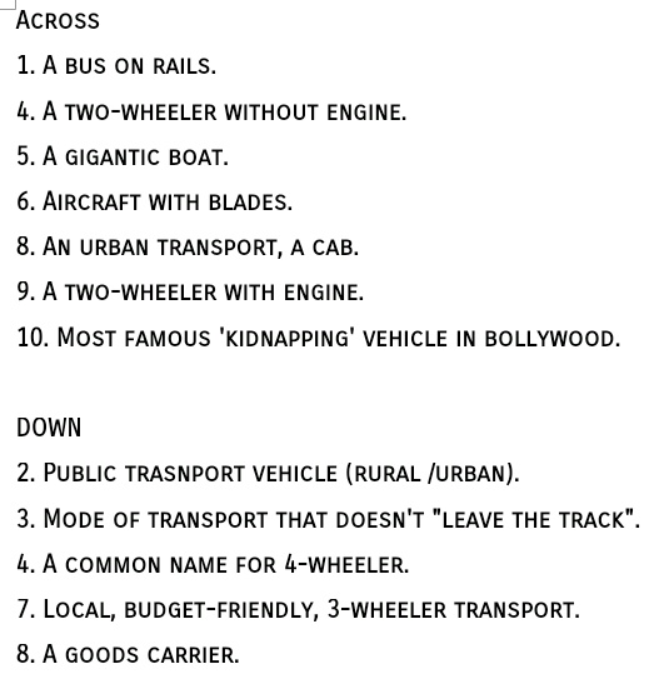 ACROSS
1. A BUS ON RAILS.
4. A TWO-WHEELER WITHOUT ENGINE.
5. A GIGANTIC BOAT.
6. AIRCRAFT WITH BLADES.
8. AN URBAN TRANSPORT, A CAB.
9. A TWO-WHEELER WITH ENGINE.
10. MOST FAMOUS 'KIDNAPPING' VEHICLE IN BOLLYWOOD.
DOWN
2. PUBLIC TRASNPORT VEHICLE (RURAL /URBAN).
3. MODE OF TRANSPORT THAT DOESN'T "LEAVE THE TRACK".
4. A COMMON NAME FOR 4-WHEELER.
7. LOCAL, BUDGET-FRIENDLY, 3-WHEELER TRANSPORT.
8. A GOODS CARRIER.